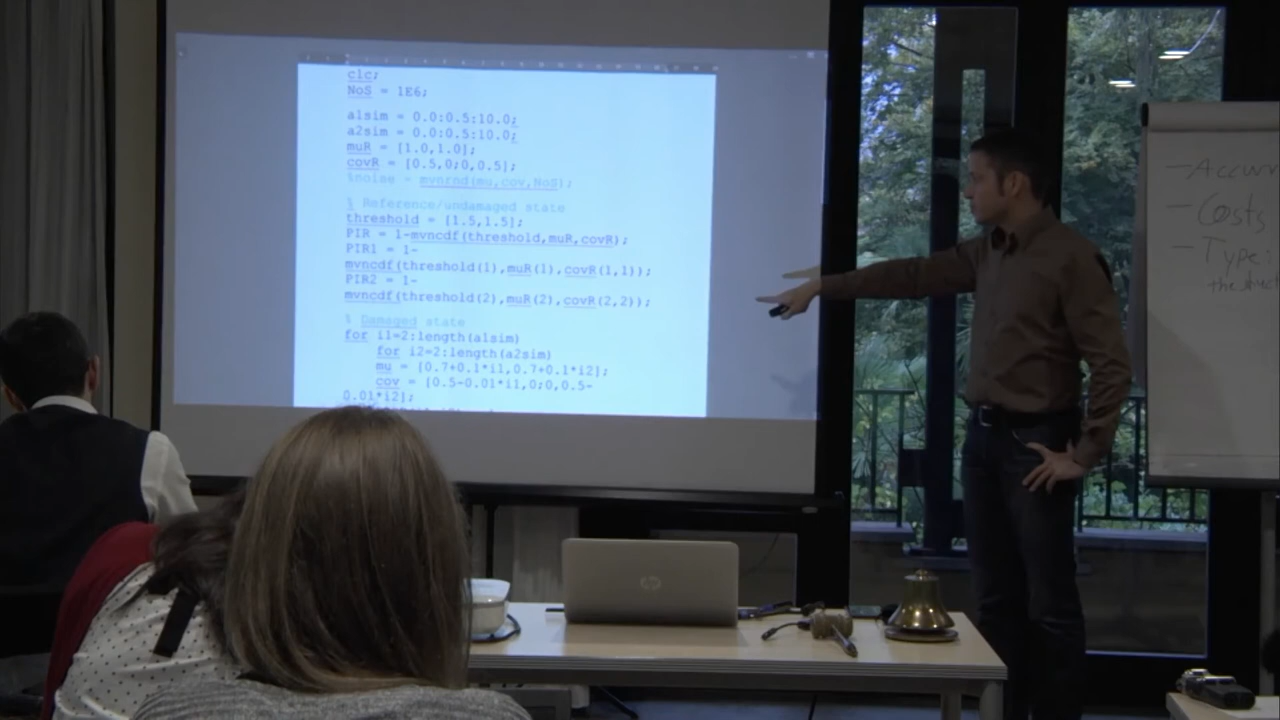 clc;
NoS = 1E6;
a1sim = 0.0:0.5:10.0;
a2sim = 0.0:0.5:10.0;
muR = [1.0,1.0];
covR = [0.5,0;0,0.5];
%noise = mvnrnd(mu,cov,NoS);
% Reference/undamaged state
threshold = [1.5,1.5];
PIR = 1-mvncdf(threshold,muR,covR);
PIR1 = 1-
mvncdf(threshold(1),muR(1),covR(1,1));
PIR2 = 1-
mvncdf(threshold(2),muR(2),covR(2,2));
% Damaged state
for i1=2:length(a1sim)
for i2=2:length(a2sim)
mu = [0.7+0.1*i1,0.7+0.1*i2];
cov = [0.5-0.01*i1,0;0,0.5-
0.01*i2];
hp
- Costs
- Type:
the